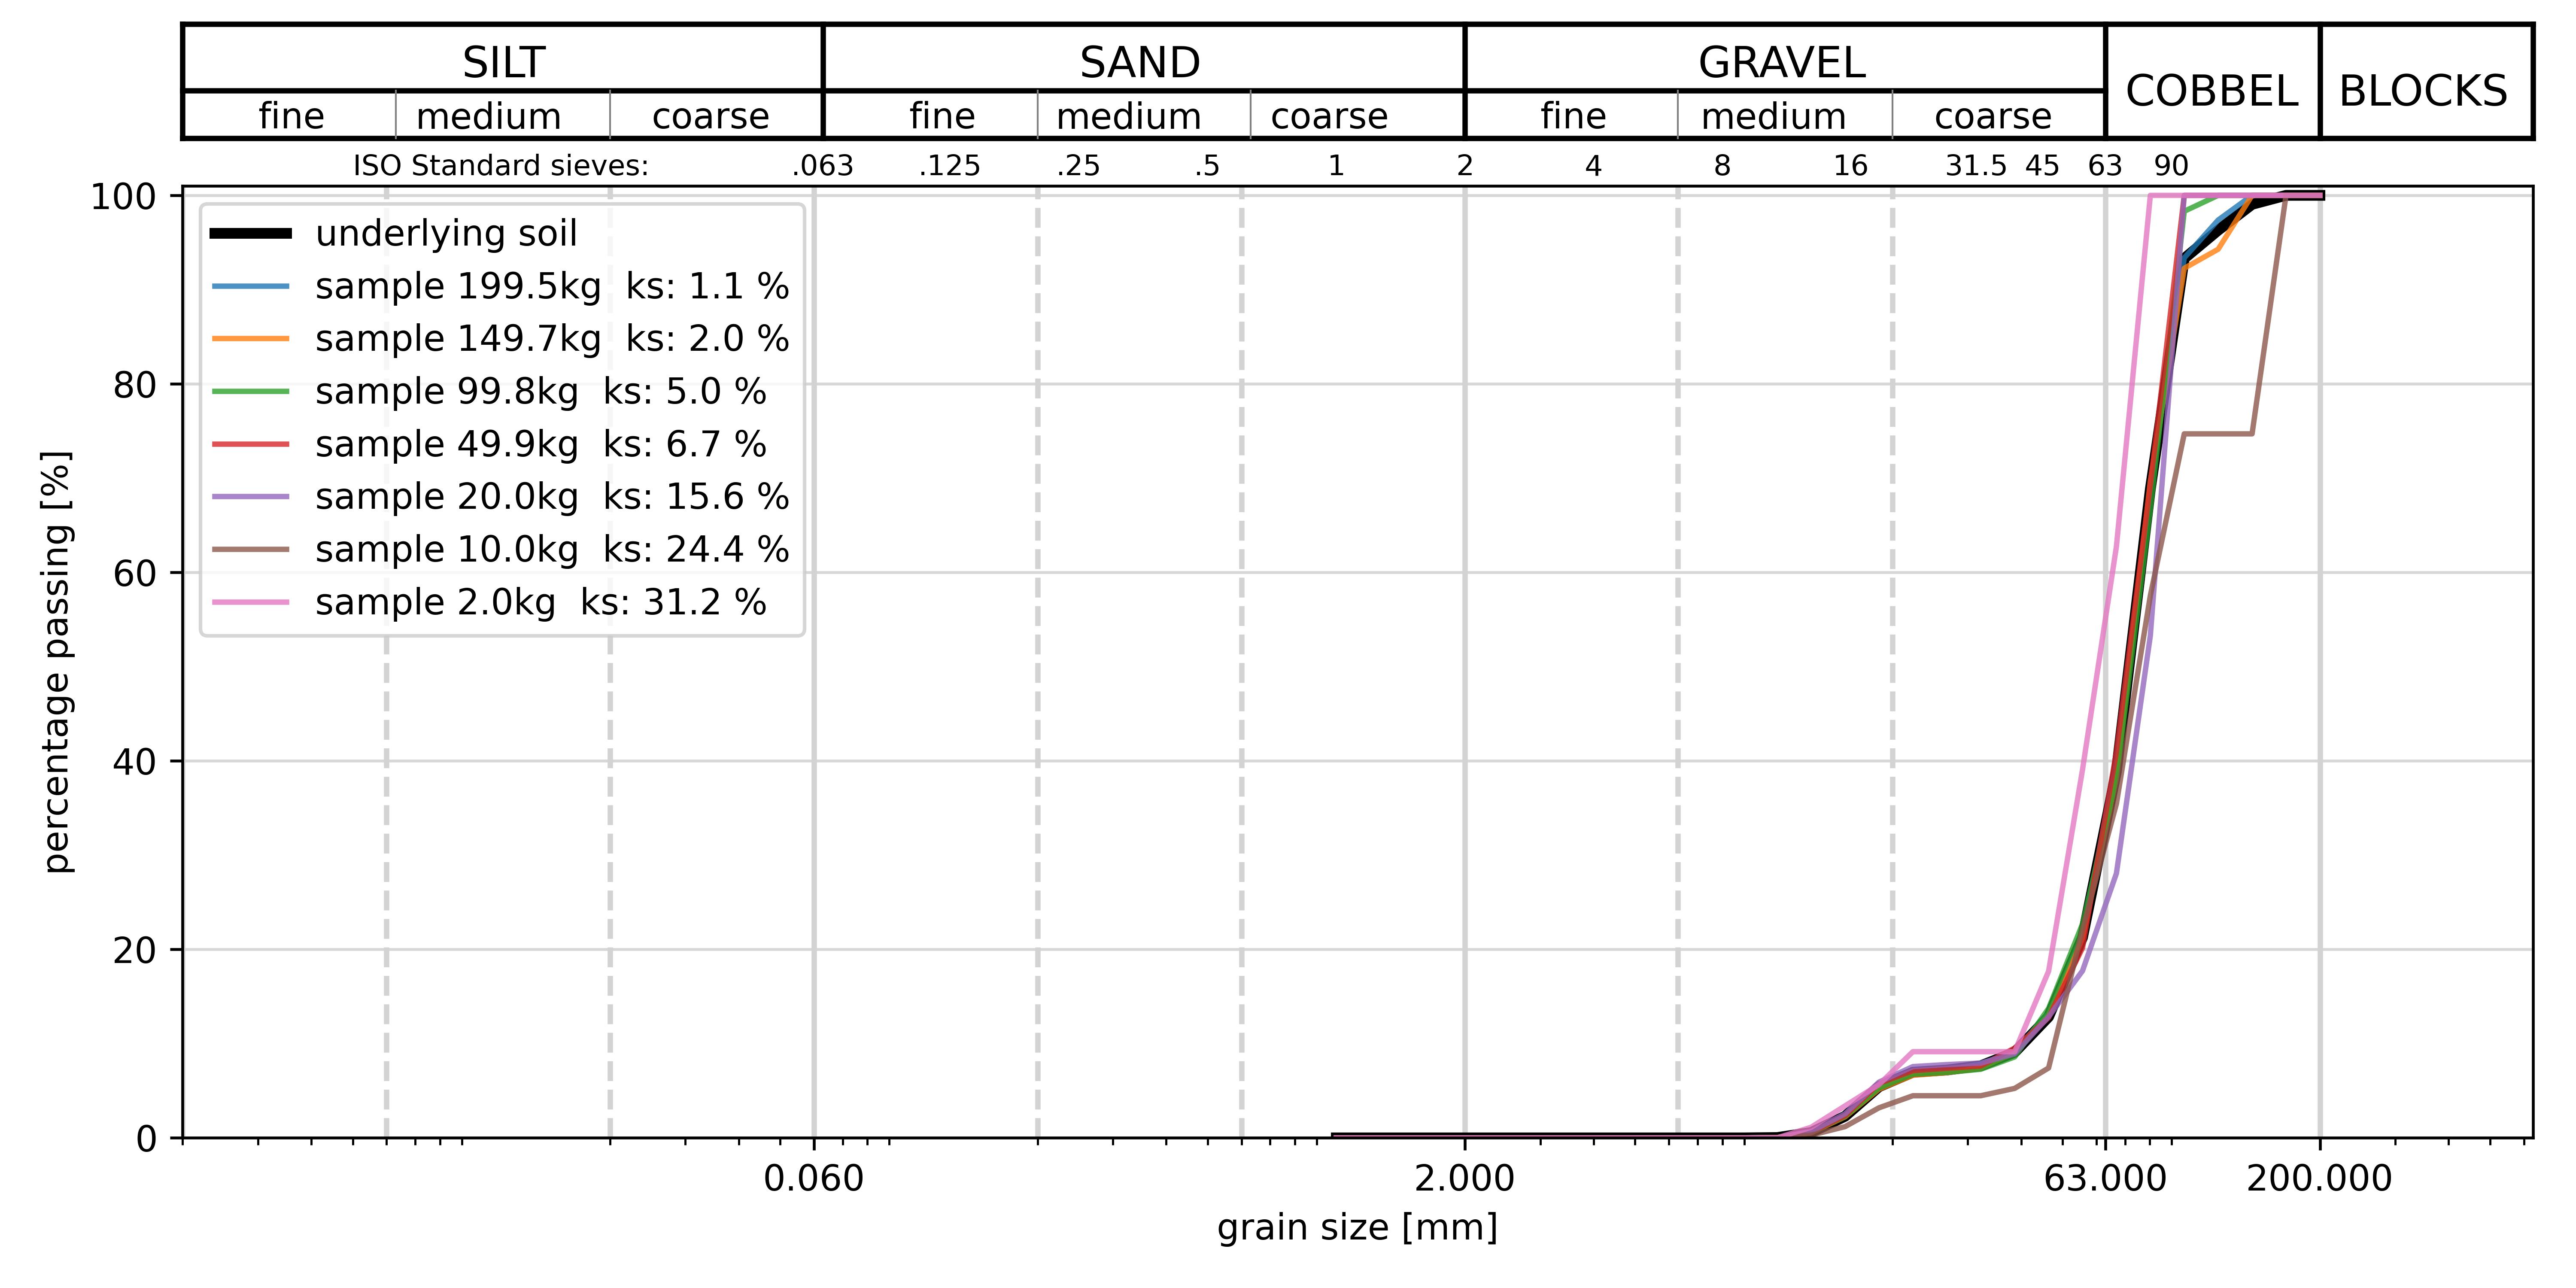 SILT SAND GRAVEL COBBEL BLOCKS
fine medium coarse fine medium coarse fine medium coarse
ISO Standard sieves: .063 .125 .25 .5 1 2 4 8 16 31.5 45 63 90
100
80
60
40
20
0
percentage passing [%]
underlying soil
sample 199.5kg ks: 1.1 %
sample 149.7kg ks: 2.0 %
sample 99.8kg ks: 5.0 %
sample 49.9kg ks: 6.7 %
sample 20.0kg ks: 15.6 %
sample 10.0kg ks: 24.4 %
sample 2.0kg ks: 31.2 %
0.060 2.000 63.000 200.000
grain size [mm]